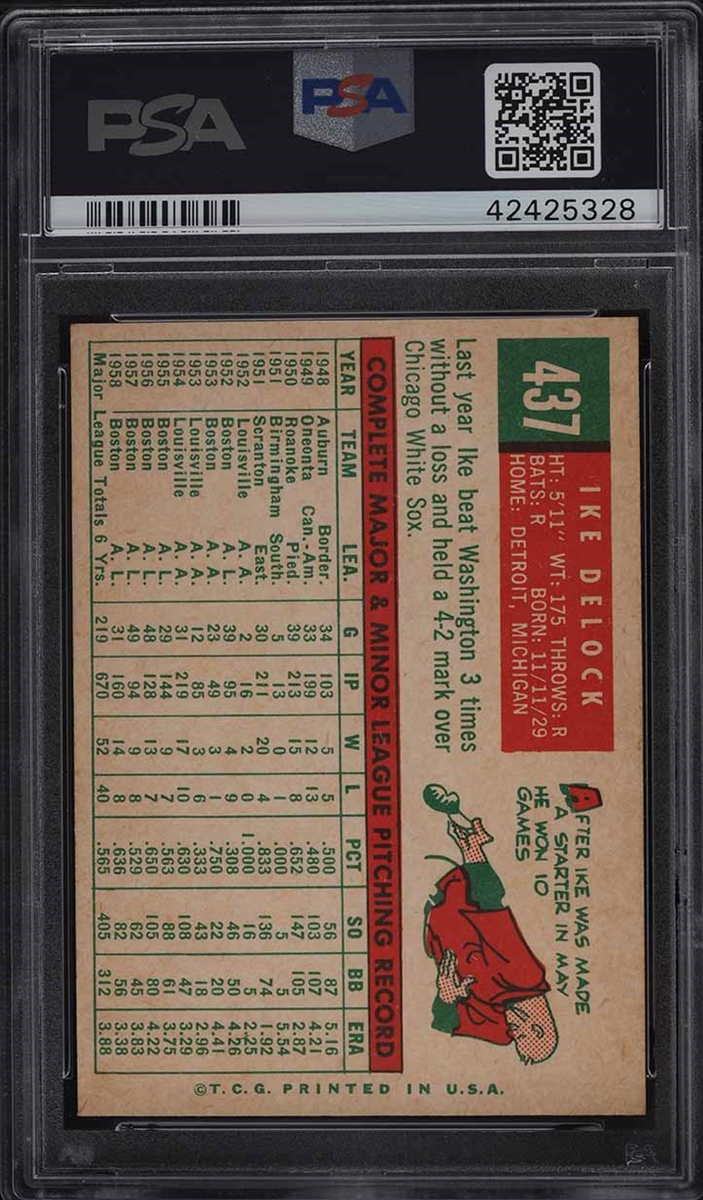 PSA
PSA
42425328
437
IKE DELOCK
HT: 5'11" WT: 175 THROWS: R
BATS: R BORN: 11/11/29
HOME: DETROIT, MICHIGAN
Last year Ike beat Washington 3 times
without a loss and held a 4-2 mark over
Chicago White Sox.
AFTER IKE WAS MADE
A STARTER IN MAY
HE WON 10
GAMES
COMPLETE MAJOR & MINOR LEAGUE PITCHING RECORD
YEAR TEAM LEA. G IP W L PCT SO BB ERA
1948 Auburn Border. 34 103 5 5 .500 56 87 5.16
1949 Oneonta Can.-Am. 33 199 12 13 .480 103 107 4.21
1950 Roanoke Pied. 39 213 15 8 .652 147 105 2.87
1951 Birmingham South. 5 13 0 1 .000 5 5 5.54
1951 Scranton East. 30 211 20 4 .833 136 74 1.92
1952 Louisville A. A. 2 16 2 0 1.000 16 5 2.25
1952 Boston A. L. 39 95 4 9 .308 46 50 4.26
1953 Boston A. L. 23 49 3 1 .750 22 20 4.41
1953 Louisville A. A. 12 85 3 6 .333 43 18 2.96
1954 Louisville A. A. 31 219 17 10 .630 108 47 3.29
1955 Boston A. L. 29 144 9 7 .563 88 61 3.75
1956 Boston A. L. 48 128 13 7 .650 105 80 4.22
1957 Boston A. L. 49 94 9 8 .529 62 45 3.83
1958 Boston A. L. 31 160 14 8 .636 82 56 3.38
Major League Totals 6 Yrs. 219 670 52 40 .565 405 312 3.88
©T.C.G. PRINTED IN U.S.A.